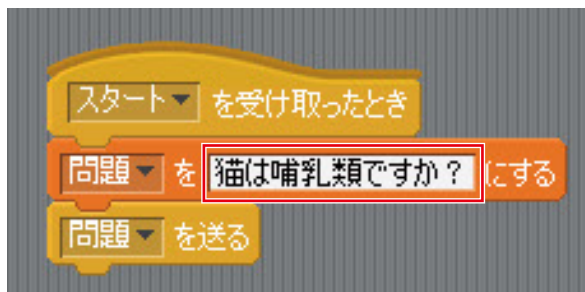 スタート を受け取ったとき
問題 を 猫は哺乳類ですか？ にする
問題 を送る